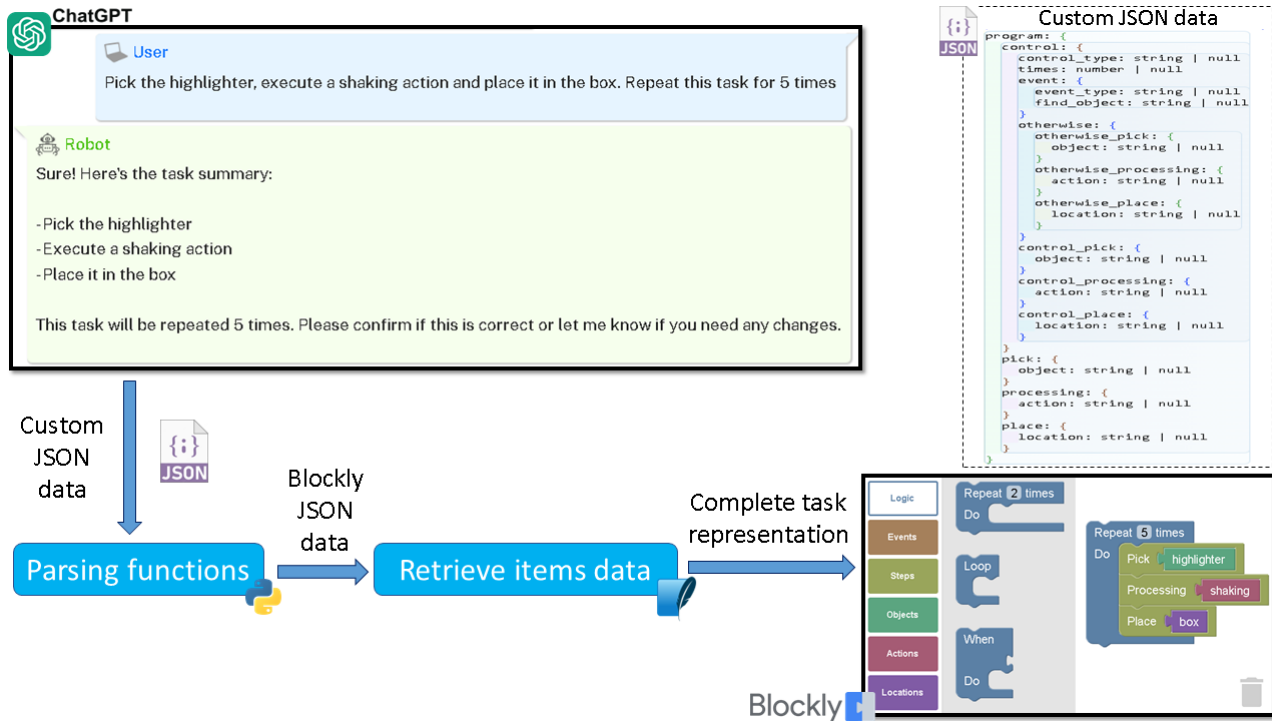 ChatGPT
User
Pick the highlighter, execute a shaking action and place it in the box. Repeat this task for 5 times
Robot
Sure! Here's the task summary:
-Pick the highlighter
-Execute a shaking action
-Place it in the box
This task will be repeated 5 times. Please confirm if this is correct or let me know if you need any changes.
Custom JSON data
{;}
JSON
program: {
control: {
control_type: string | null
times: number | null
event: {
event_type: string | null
find_object: string | null
}
otherwise: {
otherwise_pick: {
object: string | null
}
otherwise_processing: {
action: string | null
}
otherwise_place: {
location: string | null
}
}
control_pick: {
object: string | null
}
control_processing: {
action: string | null
}
control_place: {
location: string | null
}
}
pick: {
object: string | null
}
processing: {
action: string | null
}
place: {
location: string | null
}
}
Custom
JSON
data
{;}
JSON
Parsing functions
Blockly
JSON
data
Retrieve items data
Complete task
representation
Logic
Events
Steps
Objects
Actions
Locations
Repeat 2 times
Do
Loop
When
Do
Repeat 5 times
Do
Pick highlighter
Processing shaking
Place box
Blockly